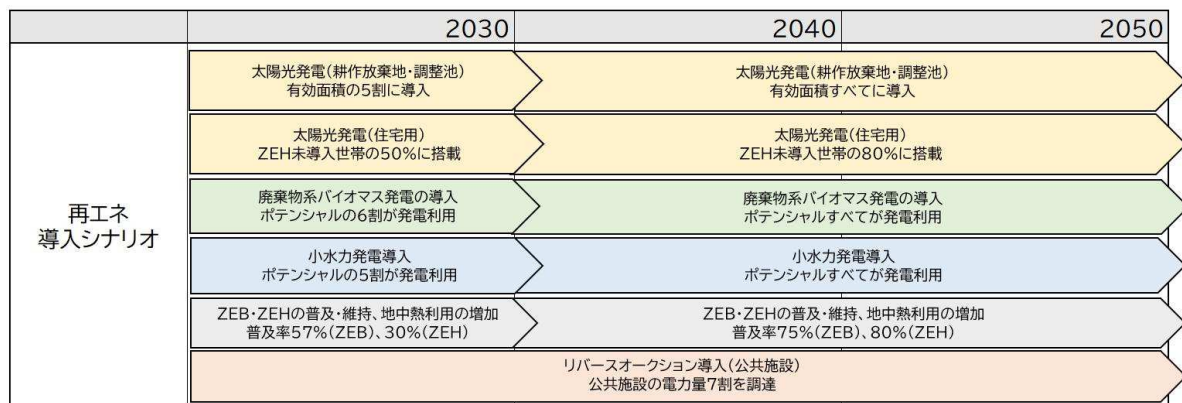 2030
2040
2050
再エネ
導入シナリオ
太陽光発電(耕作放棄地・調整池)
有効面積の5割に導入
太陽光発電(耕作放棄地・調整池)
有効面積すべてに導入
太陽光発電(住宅用)
ZEH未導入世帯の50%に搭載
太陽光発電(住宅用)
ZEH未導入世帯の80%に搭載
廃棄物系バイオマス発電の導入
ポテンシャルの6割が発電利用
廃棄物系バイオマス発電の導入
ポテンシャルすべてが発電利用
小水力発電導入
ポテンシャルの5割が発電利用
小水力発電導入
ポテンシャルすべてが発電利用
ZEB・ZEHの普及・維持、地中熱利用の増加
普及率57%(ZEB)、30%(ZEH)
ZEB・ZEHの普及・維持、地中熱利用の増加
普及率75%(ZEB)、80%(ZEH)
リバースオークション導入(公共施設)
公共施設の電力量7割を調達